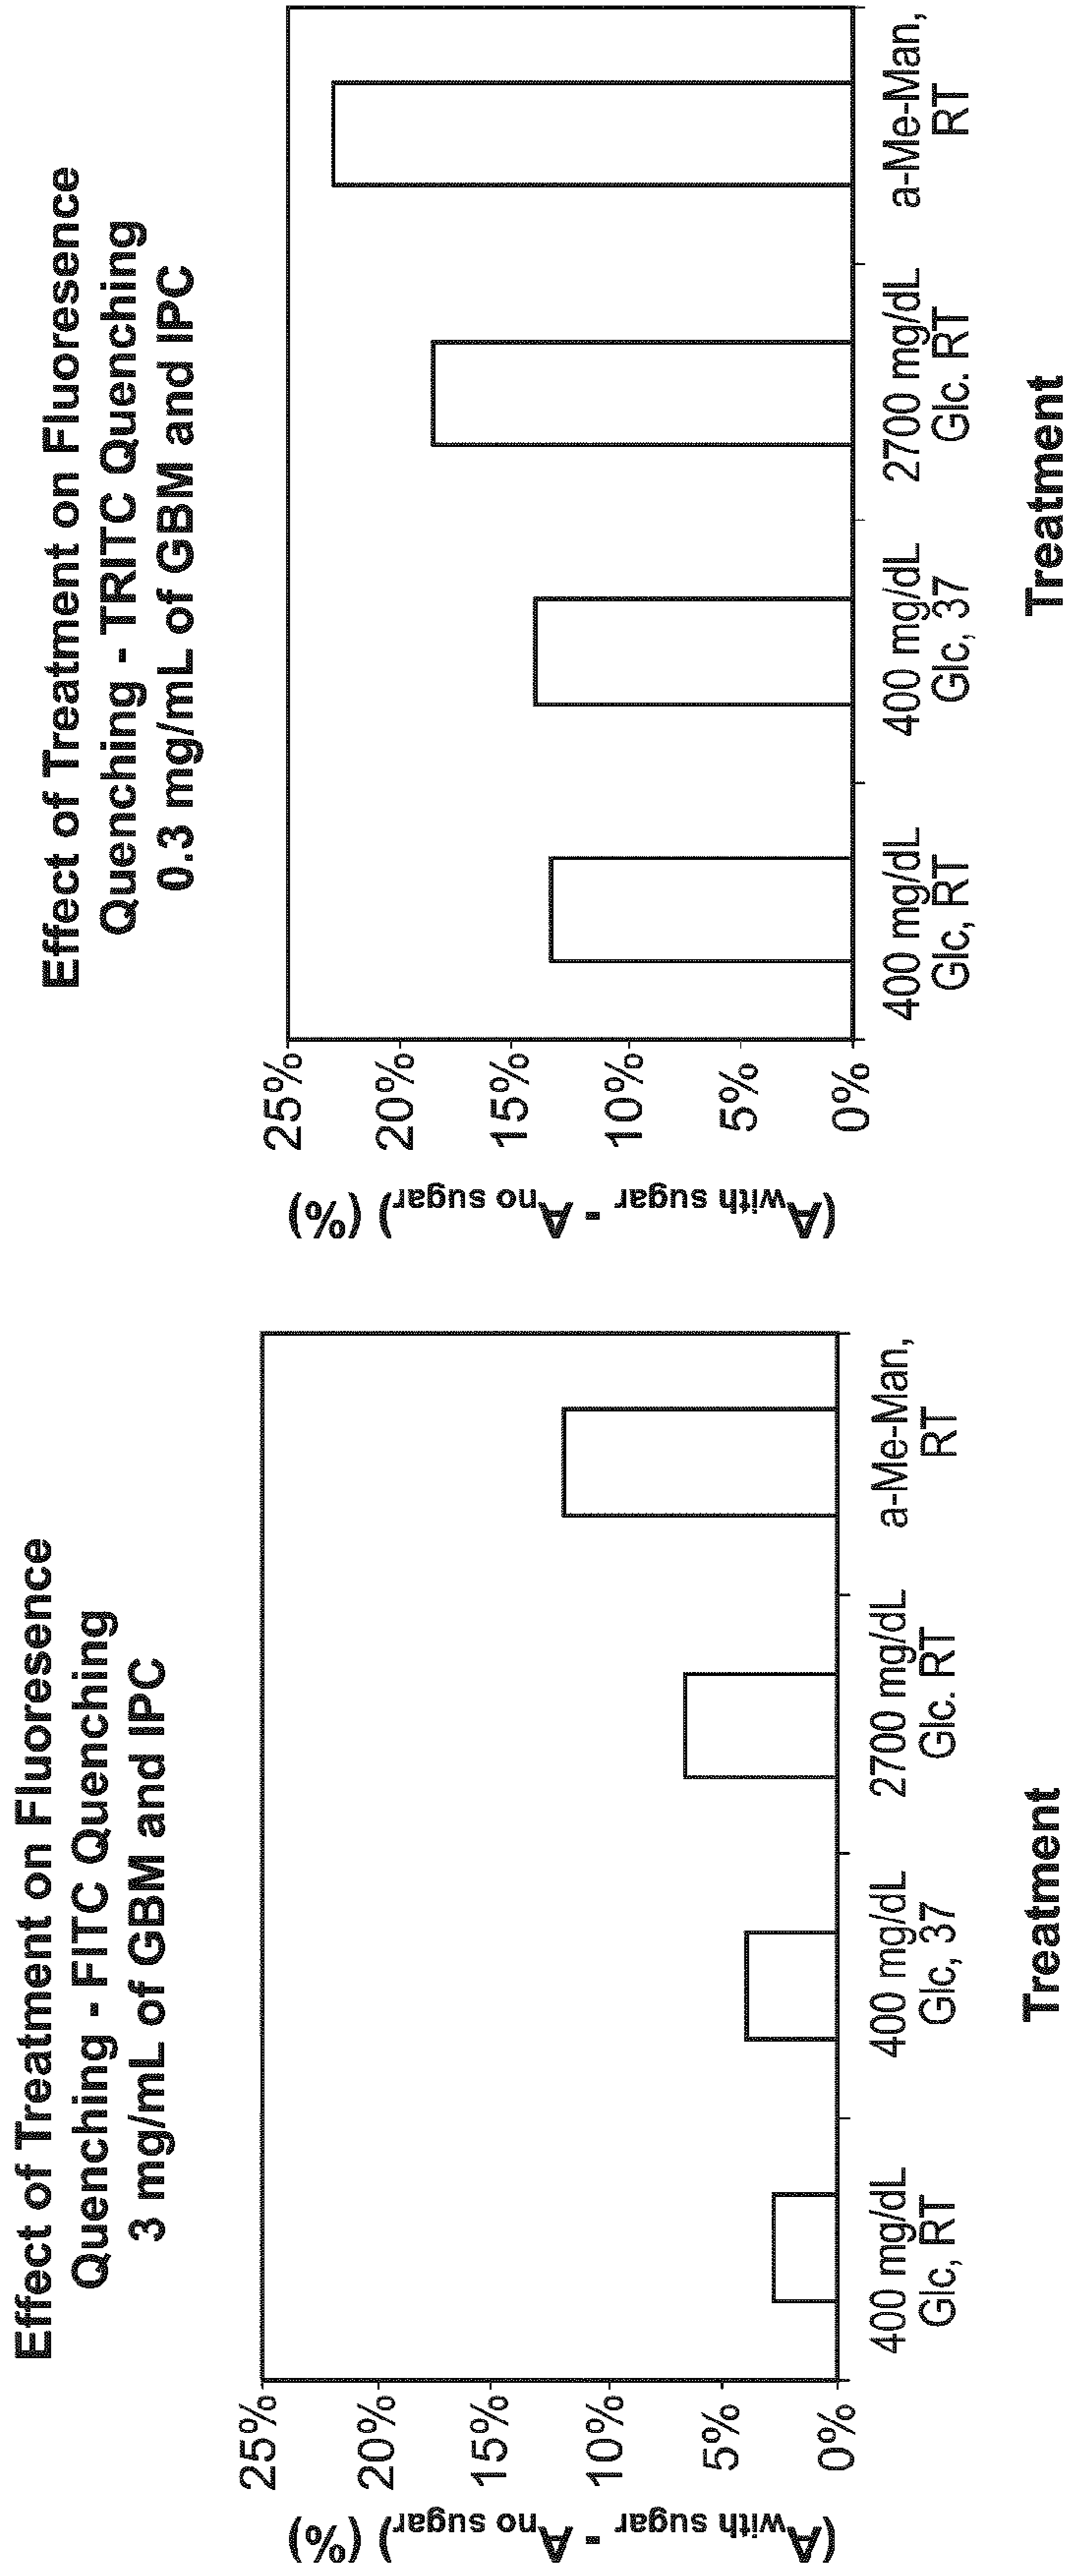 Effect of Treatment on Fluoresence
Quenching - FITC Quenching
3 mg/mL of GBM and IPC
(Awith sugar - Ano sugar) (%)
25%
20%
15%
10%
5%
0%
400 mg/dL
Glc, RT
400 mg/dL
Glc, 37
2700 mg/dL
Glc. RT
a-Me-Man,
RT
Treatment
Effect of Treatment on Fluoresence
Quenching - TRITC Quenching
0.3 mg/mL of GBM and IPC
(Awith sugar - Ano sugar) (%)
25%
20%
15%
10%
5%
0%
400 mg/dL
Glc, RT
400 mg/dL
Glc, 37
2700 mg/dL
Glc. RT
a-Me-Man,
RT
Treatment